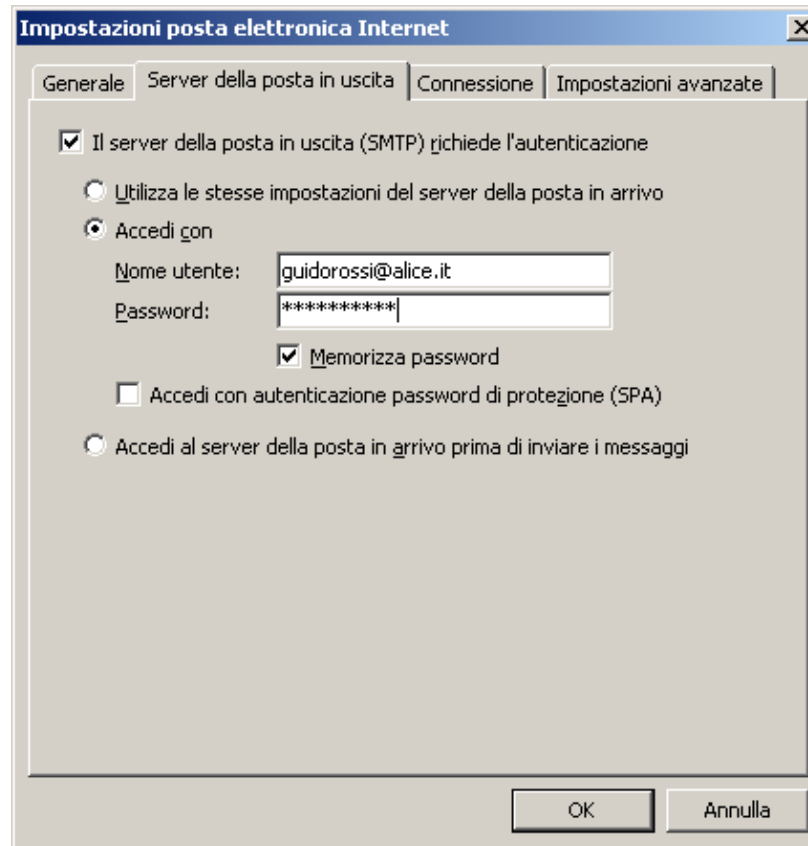 Impostazioni posta elettronica Internet
Generale Server della posta in uscita Connessione Impostazioni avanzate
Il server della posta in uscita (SMTP) richiede l'autenticazione
Utilizza le stesse impostazioni del server della posta in arrivo
Accedi con
Nome utente: guidorossi@alice.it
Password: **********
Memorizza password
Accedi con autenticazione password di protezione (SPA)
Accedi al server della posta in arrivo prima di inviare i messaggi
OK Annulla